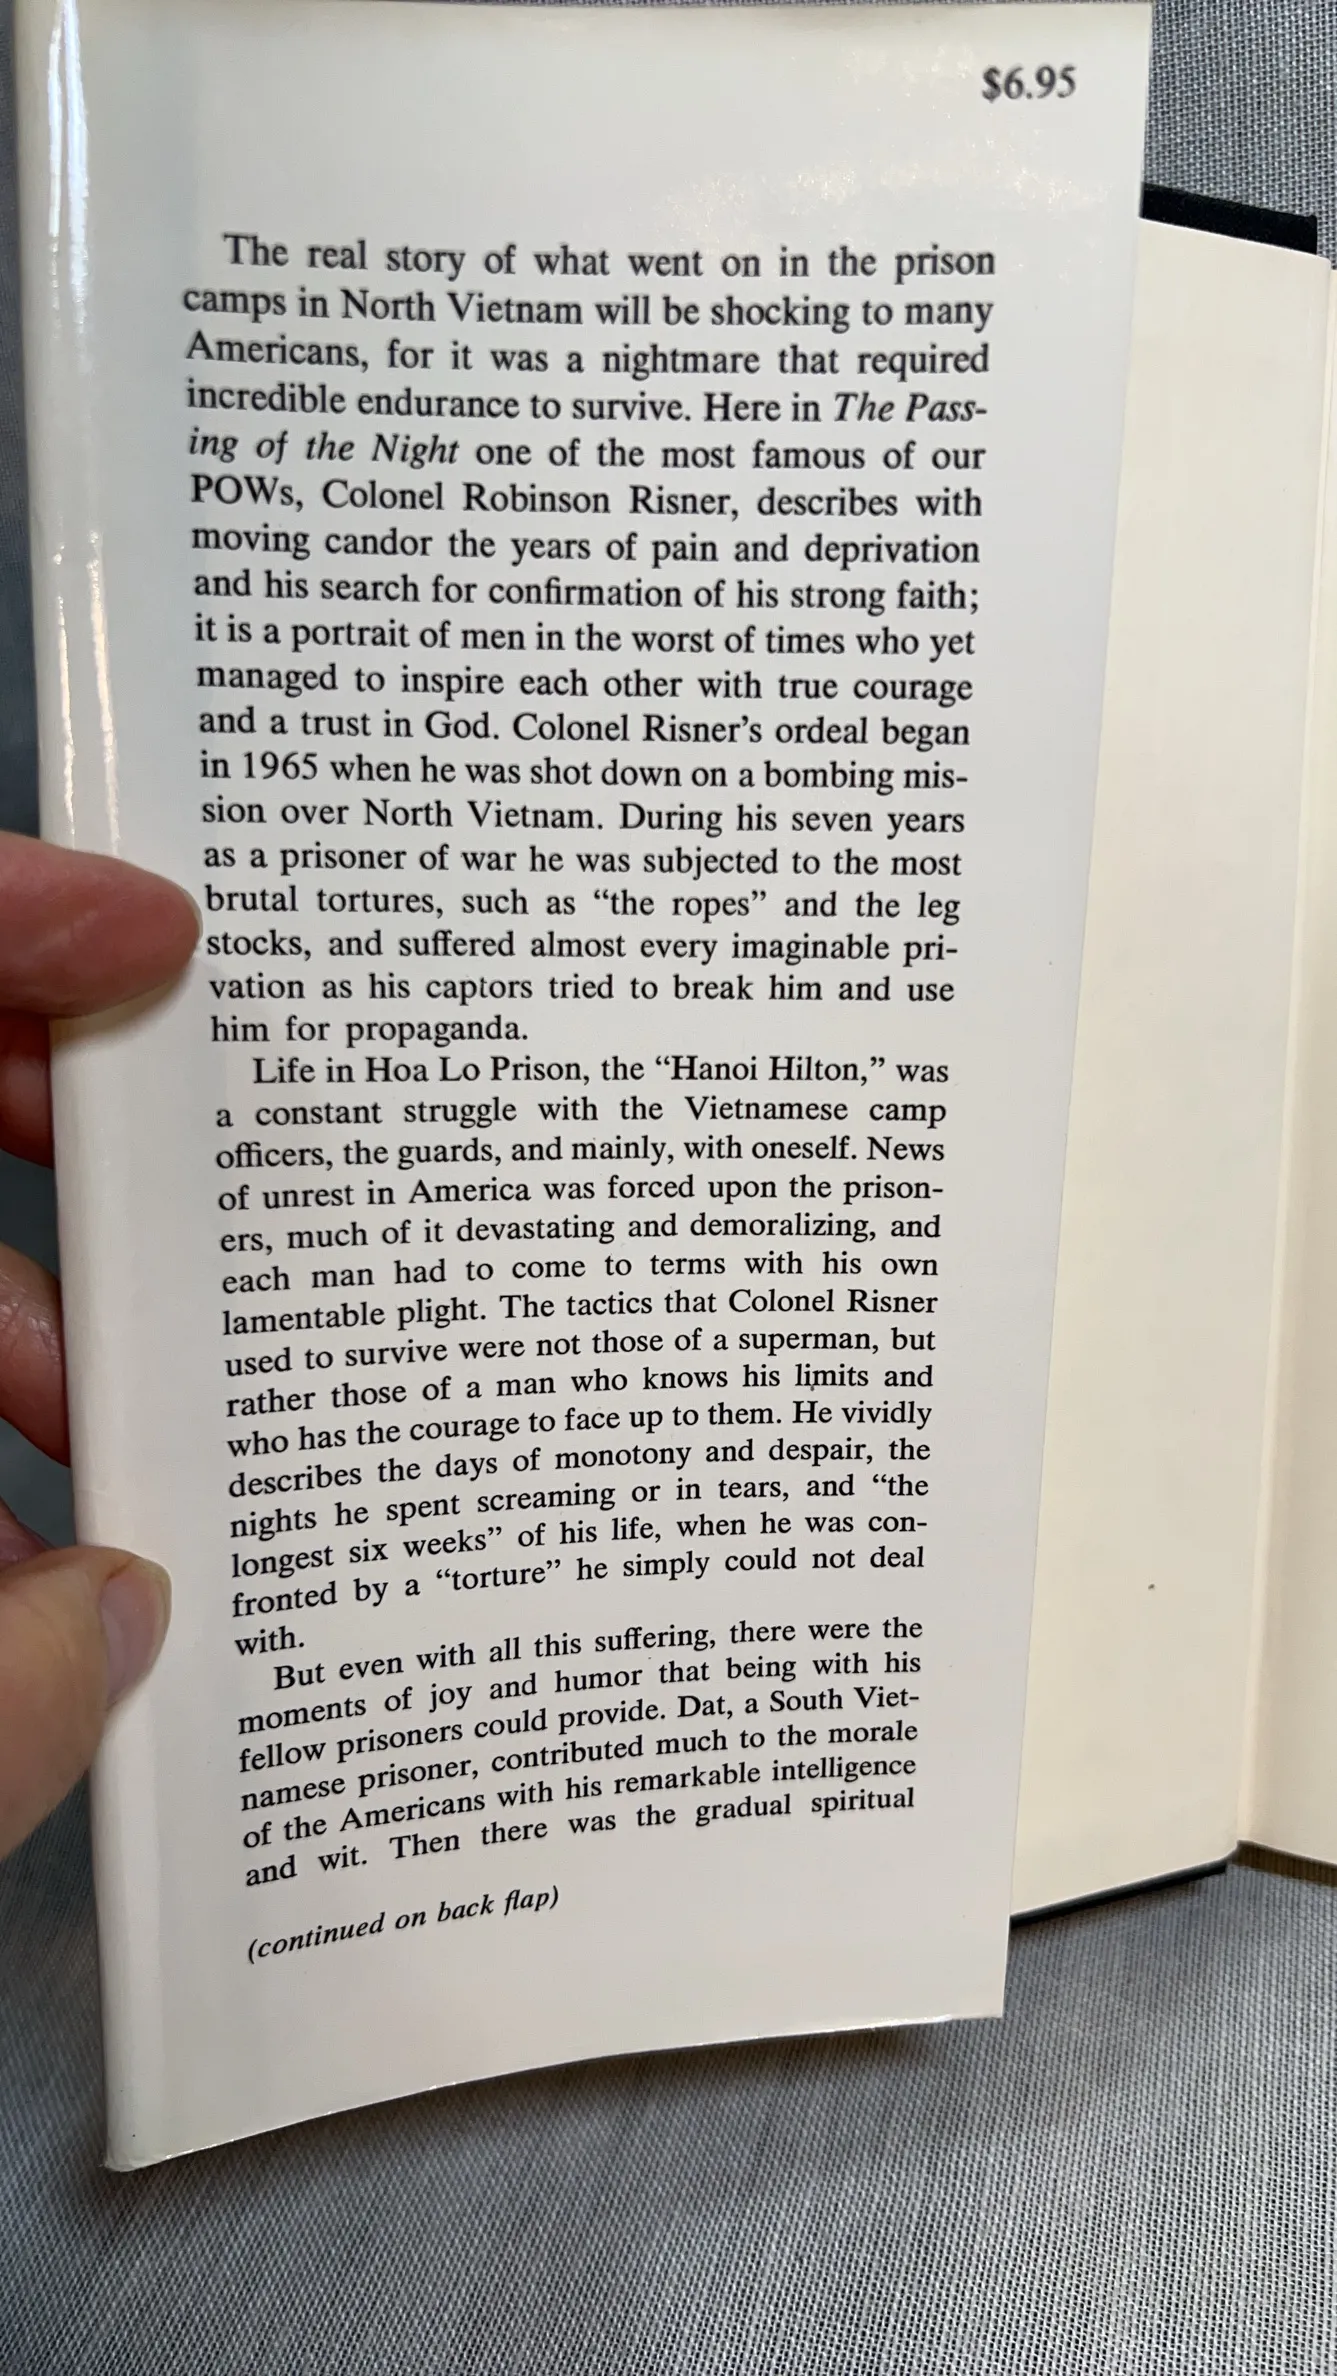 $6.95
The real story of what went on in the prison
camps in North Vietnam will be shocking to many
Americans, for it was a nightmare that required
incredible endurance to survive. Here in The Pass-
ing of the Night one of the most famous of our
POWs, Colonel Robinson Risner, describes with
moving candor the years of pain and deprivation
and his search for confirmation of his strong faith;
it is a portrait of men in the worst of times who yet
managed to inspire each other with true courage
and a trust in God. Colonel Risner's ordeal began
in 1965 when he was shot down on a bombing mis-
sion over North Vietnam. During his seven years
as a prisoner of war he was subjected to the most
brutal tortures, such as “the ropes” and the leg
stocks, and suffered almost every imaginable pri-
vation as his captors tried to break him and use
him for propaganda.
Life in Hoa Lo Prison, the “Hanoi Hilton,” was
a constant struggle with the Vietnamese camp
officers, the guards, and mainly, with oneself. News
of unrest in America was forced upon the prison-
ers, much of it devastating and demoralizing, and
each man had to come to terms with his own
lamentable plight. The tactics that Colonel Risner
used to survive were not those of a superman, but
rather those of a man who knows his limits and
who has the courage to face up to them. He vividly
describes the days of monotony and despair, the
nights he spent screaming or in tears, and “the
longest six weeks” of his life, when he was con-
fronted by a “torture” he simply could not deal
with.
But even with all this suffering, there were the
moments of joy and humor that being with his
fellow prisoners could provide. Dat, a South Viet-
namese prisoner, contributed much to the morale
of the Americans with his remarkable intelligence
and wit. Then there was the gradual spiritual
(continued on back flap)